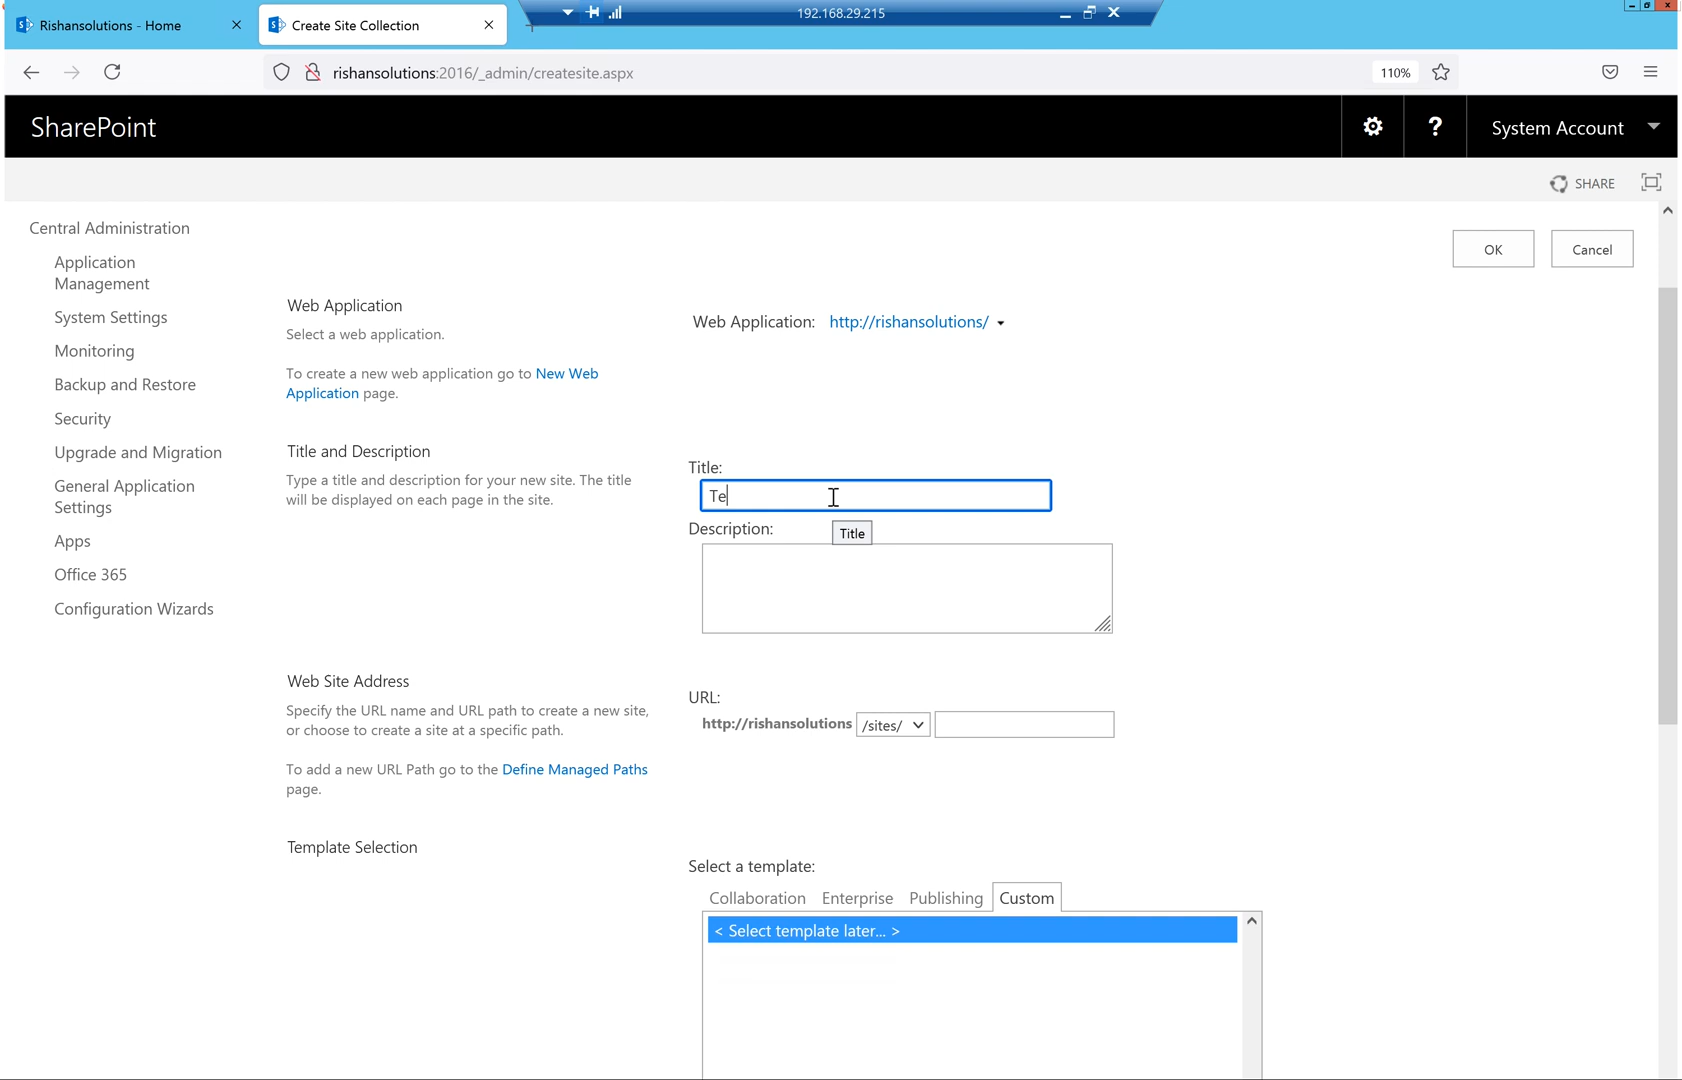 Rishansolutions - Home
Create Site Collection
192.168.29.215
rishansolutions:2016/_admin/createsite.aspx
110%
SharePoint
?
System Account
SHARE
Central Administration
Application
Management
System Settings
Monitoring
Backup and Restore
Security
Upgrade and Migration
General Application
Settings
Apps
Office 365
Configuration Wizards
OK
Cancel
Web Application
Select a web application.
To create a new web application go to New Web
Application page.
Web Application: http://rishansolutions/
Title and Description
Type a title and description for your new site. The title
will be displayed on each page in the site.
Title:
Te
Description:
Title
Web Site Address
Specify the URL name and URL path to create a new site,
or choose to create a site at a specific path.
To add a new URL Path go to the Define Managed Paths
page.
URL:
http://rishansolutions /sites/
Template Selection
Select a template:
Collaboration Enterprise Publishing Custom
< Select template later... >